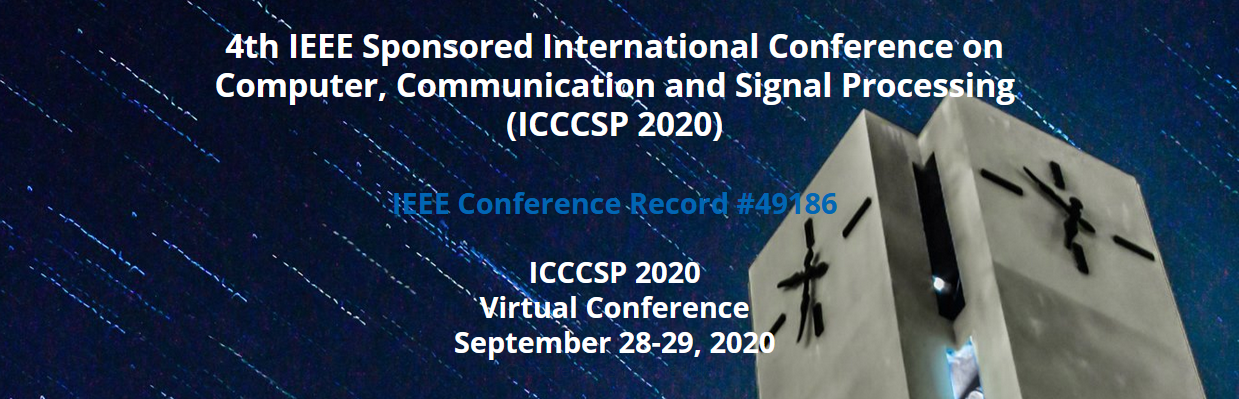 4th IEEE Sponsored International Conference on
Computer, Communication and Signal Processing
(ICCCSP 2020)
IEEE Conference Record #49186
ICCCSP 2020
Virtual Conference
September 28-29, 2020